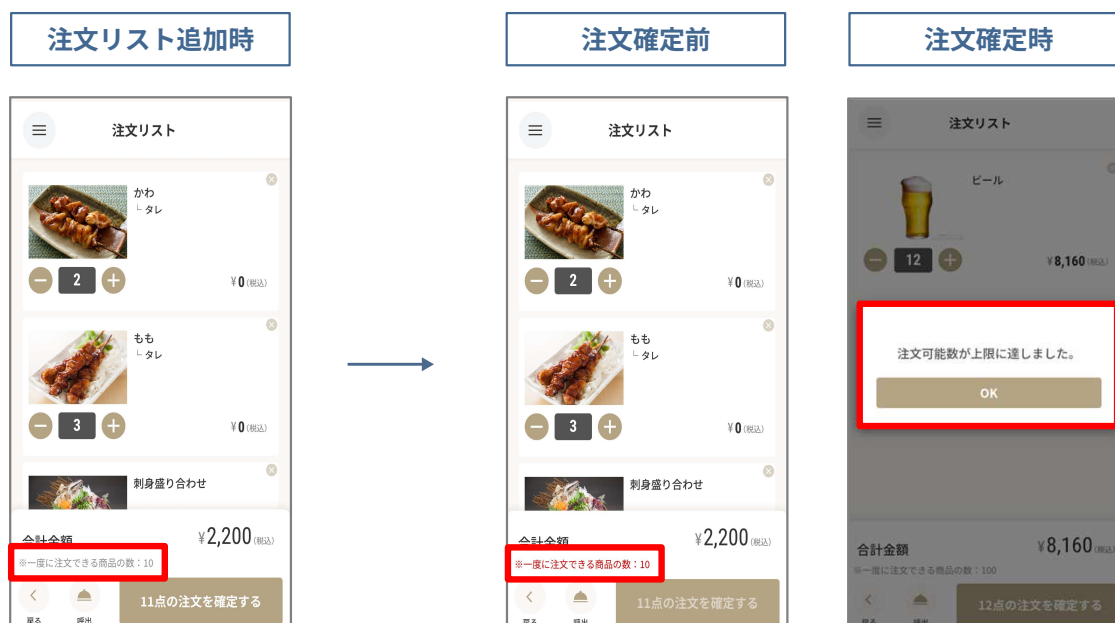 注文リスト追加時
注文リスト
かわ
└ タレ
2
¥0(税込)
もも
└ タレ
3
¥0(税込)
刺身盛り合わせ
合計金額
¥2,200(税込)
※一度に注文できる商品の数：10
戻る
呼出
11点の注文を確定する
注文確定前
注文リスト
かわ
└ タレ
2
¥0(税込)
もも
└ タレ
3
¥0(税込)
刺身盛り合わせ
合計金額
¥2,200(税込)
※一度に注文できる商品の数：10
戻る
呼出
11点の注文を確定する
注文確定時
注文リスト
ビール
12
¥8,160(税込)
注文可能数が上限に達しました。
OK
合計金額
¥8,160(税込)
※一度に注文できる商品の数：100
戻る
呼出
12点の注文を確定する